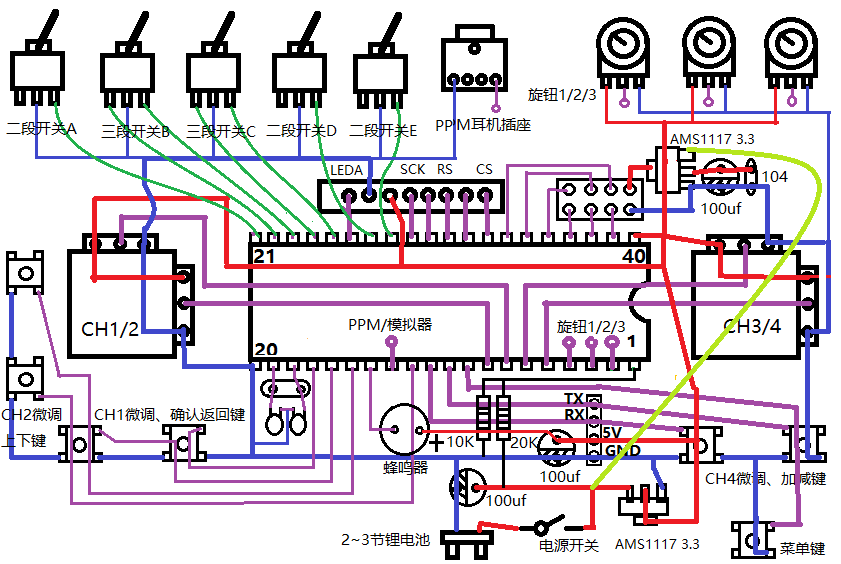 二段开关A
三段开关B
三段开关C
二段开关D
二段开关E
PPM耳机插座
旋钮1/2/3
AMS1117 3.3
104
100uf
LEDA
SCK
RS
CS
21
40
CH1/2
PPM/模拟器
旋钮1/2/3
CH3/4
20
1
CH2微调
上下键
CH1微调、确认返回键
蜂鸣器
10K
20K
TX
RX
5V
GND
100uf
100uf
CH4微调、加减键
2~3节锂电池
电源开关
AMS1117 3.3
菜单键